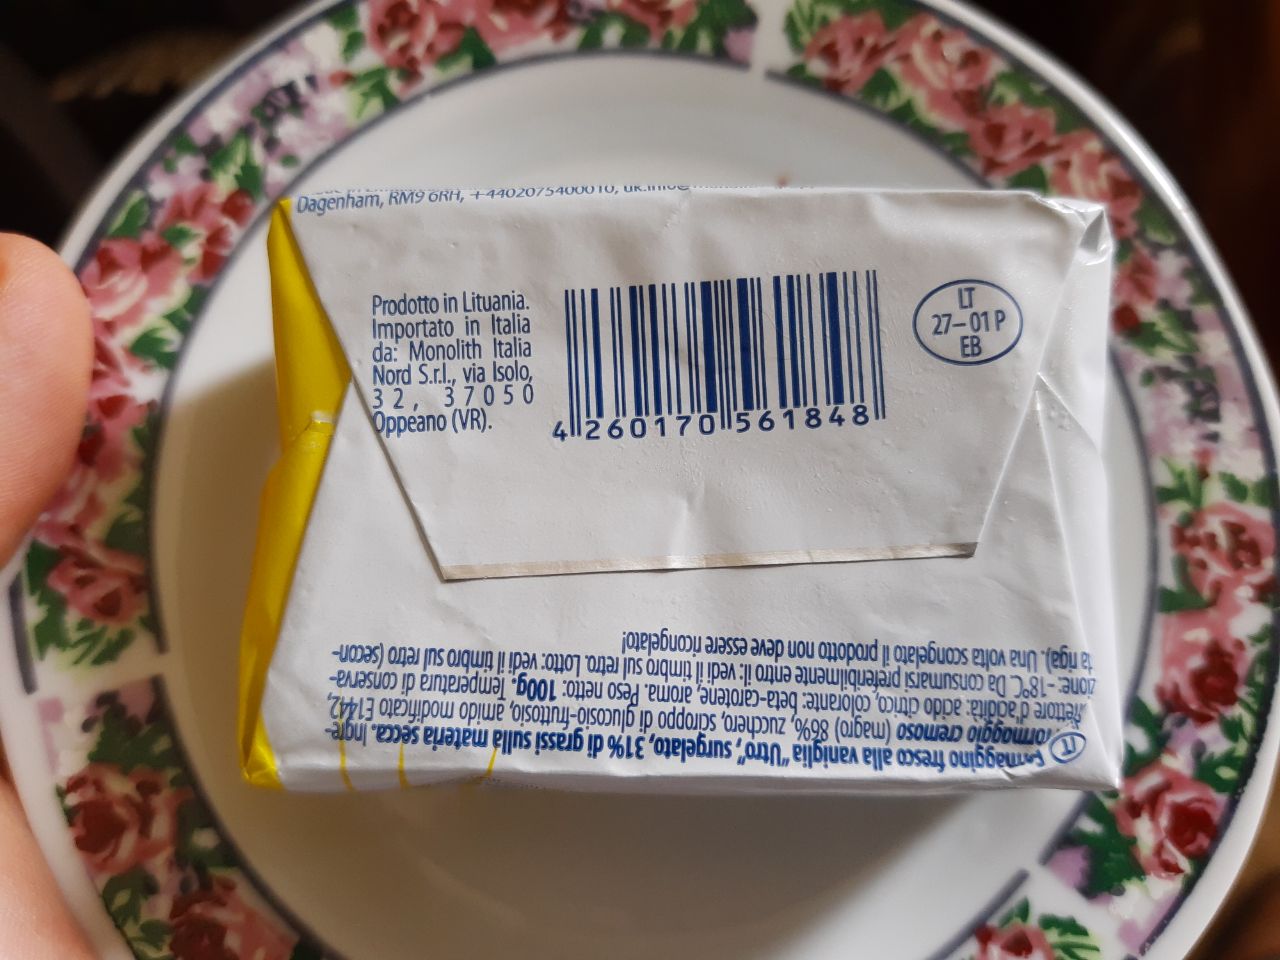 Dagenham, RM9 6RH, +4402075400010,
Prodotto in Lituania.
Importato in Italia
da: Monolith Italia
Nord S.r.l., via Isolo,
32, 37050
Oppeano (VR).
4 260170 561848
LT
27-01 P
EB
IT
Formaggino fresco alla vaniglia "Utro", surgelato, 31% di grassi sulla materia secca. Ingre-
formaggio cremoso (magro) 86%, zucchero, sciroppo di glucosio-fruttosio, amido modificato E1442,
d'acidità: acido citrico, colorante: beta-carotene, aroma. Peso netto: 100g. Temperatura di conserva-
zione: -18°C. Da consumarsi preferibilmente entro il: vedi il timbro sul retro. Lotto: vedi il timbro sul retro (secon-
da riga). Una volta scongelato il prodotto non deve essere ricongelato!